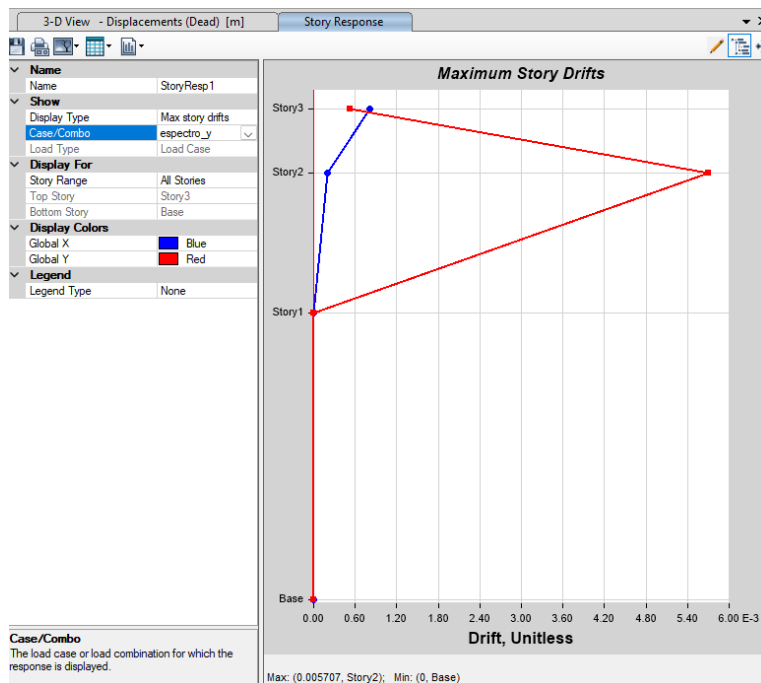 3-D View - Displacements (Dead) [m]
Story Response
Name
Name StoryResp1
Show
Display Type Max story drifts
Case/Combo espectro_y
Load Type Load Case
Display For
Story Range All Stories
Top Story Story3
Bottom Story Base
Display Colors
Global X Blue
Global Y Red
Legend
Legend Type None
Case/Combo
The load case or load combination for which the
response is displayed.
Maximum Story Drifts
Story3
Story2
Story1
Base
0.00 0.60 1.20 1.80 2.40 3.00 3.60 4.20 4.80 5.40 6.00 E-3
Drift, Unitless
Max: (0.005707, Story2); Min: (0, Base)